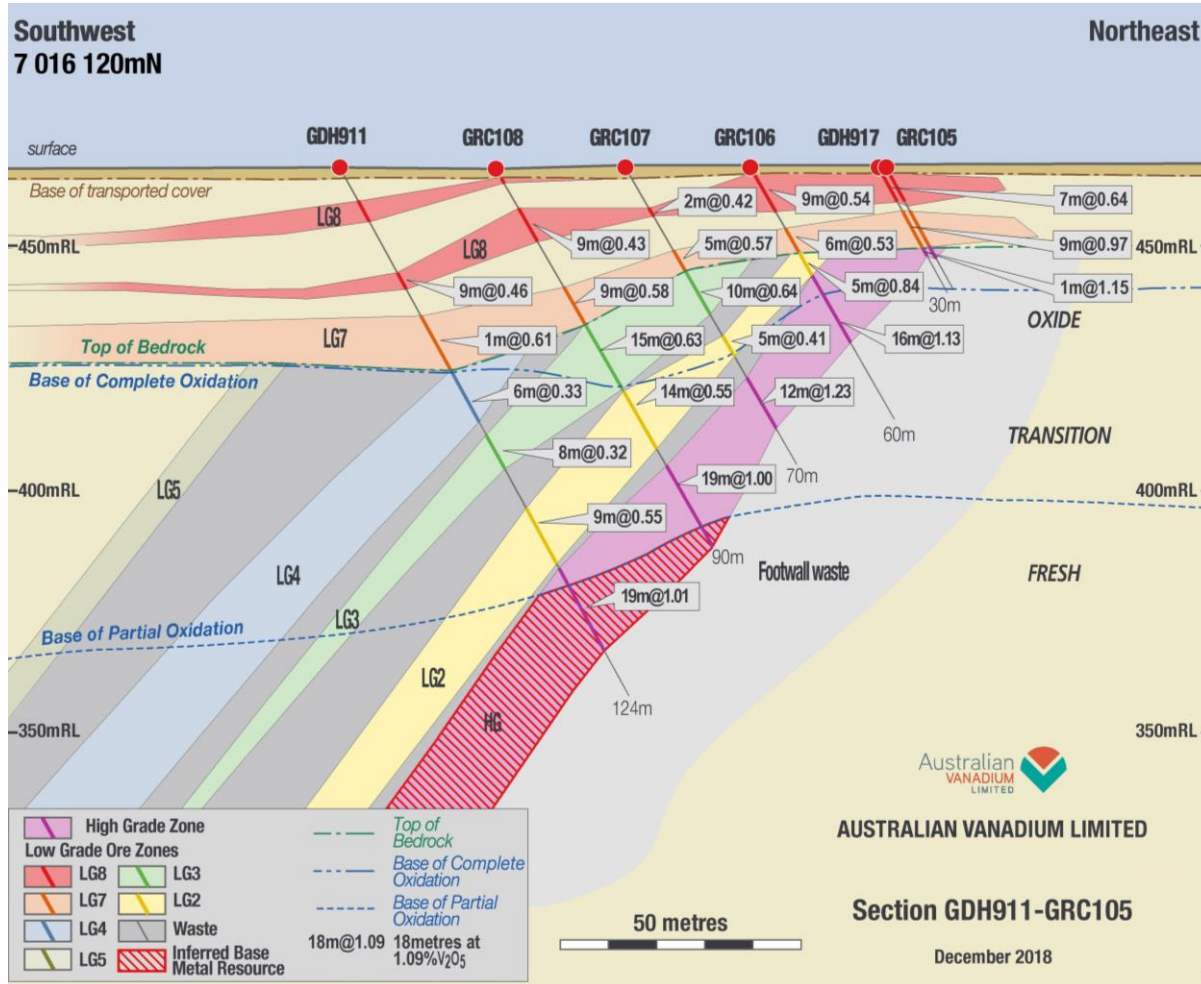 Southwest
7 016 120mN
Northeast
GDH911
GRC108
GRC107
GRC106
GDH917
GRC105
surface
Base of transported cover
LG8
2m@0.42
9m@0.54
7m@0.64
450mRL
LG8
9m@0.43
5m@0.57
6m@0.53
9m@0.97
450mRL
9m@0.46
9m@0.58
10m@0.64
5m@0.84
30m
1m@1.15
OXIDE
LG7
1m@0.61
15m@0.63
5m@0.41
16m@1.13
Top of Bedrock
Base of Complete Oxidation
6m@0.33
14m@0.55
12m@1.23
60m
TRANSITION
8m@0.32
70m
LG5
400mRL
19m@1.00
400mRL
9m@0.55
90m
LG4
Footwall waste
FRESH
19m@1.01
LG3
Base of Partial Oxidation
LG2
124m
HG
350mRL
350mRL
Australian
VANADIUM
LIMITED
AUSTRALIAN VANADIUM LIMITED
High Grade Zone
Low Grade Ore Zones
LG8
LG3
LG7
LG2
LG4
Waste
LG5
Inferred Base
Metal Resource
Top of
Bedrock
Base of Complete
Oxidation
Base of Partial
Oxidation
18m@1.09 18metres at
1.09%V₂O₅
50 metres
Section GDH911-GRC105
December 2018